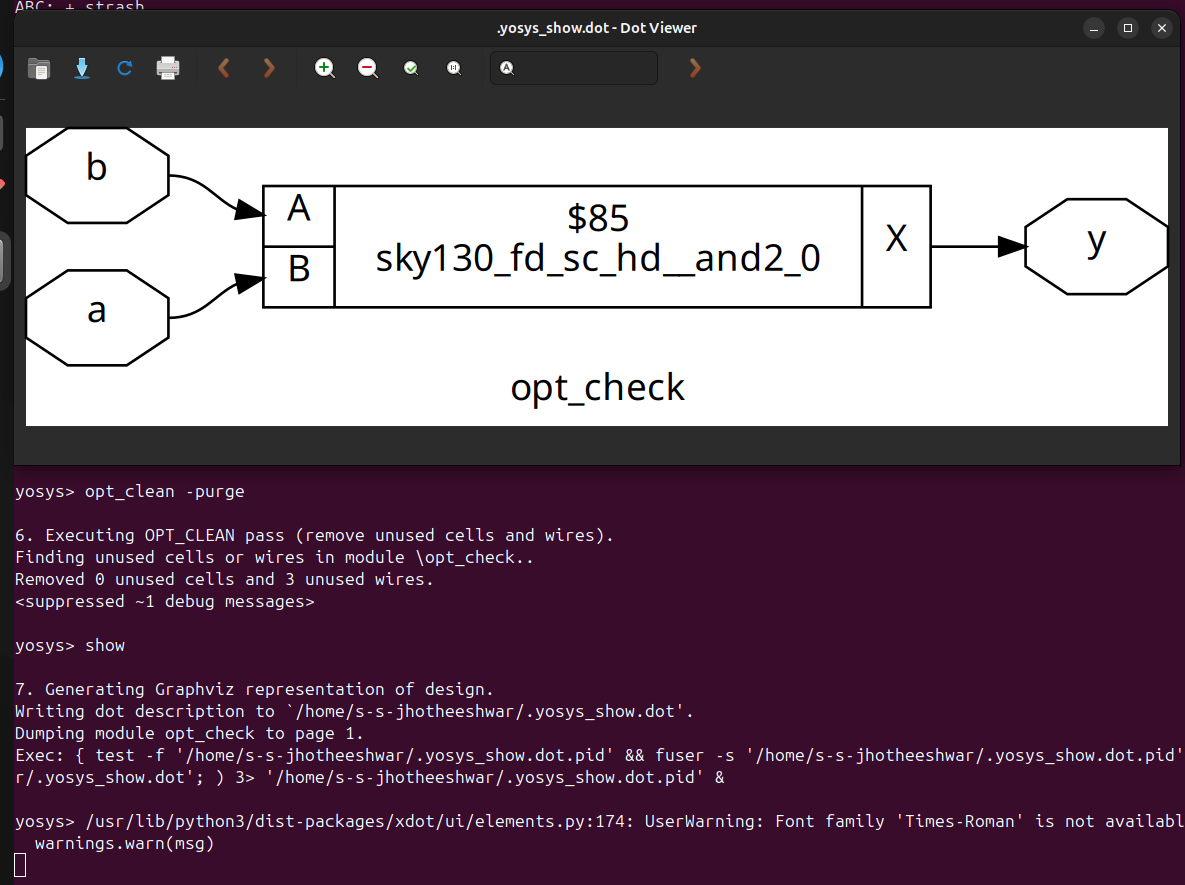 ABC: + strash
.yosys_show.dot - Dot Viewer
b
a
A
B
$85
sky130_fd_sc_hd__and2_0
X
y
opt_check
yosys> opt_clean -purge
6. Executing OPT_CLEAN pass (remove unused cells and wires).
Finding unused cells or wires in module \opt_check..
Removed 0 unused cells and 3 unused wires.
<suppressed ~1 debug messages>
yosys> show
7. Generating Graphviz representation of design.
Writing dot description to `/home/s-s-jhotheeshwar/.yosys_show.dot'.
Dumping module opt_check to page 1.
Exec: { test -f '/home/s-s-jhotheeshwar/.yosys_show.dot.pid' && fuser -s '/home/s-s-jhotheeshwar/.yosys_show.dot.pid'
r/.yosys_show.dot'; ) 3> '/home/s-s-jhotheeshwar/.yosys_show.dot.pid' &
yosys> /usr/lib/python3/dist-packages/xdot/ui/elements.py:174: UserWarning: Font family 'Times-Roman' is not availabl
warnings.warn(msg)